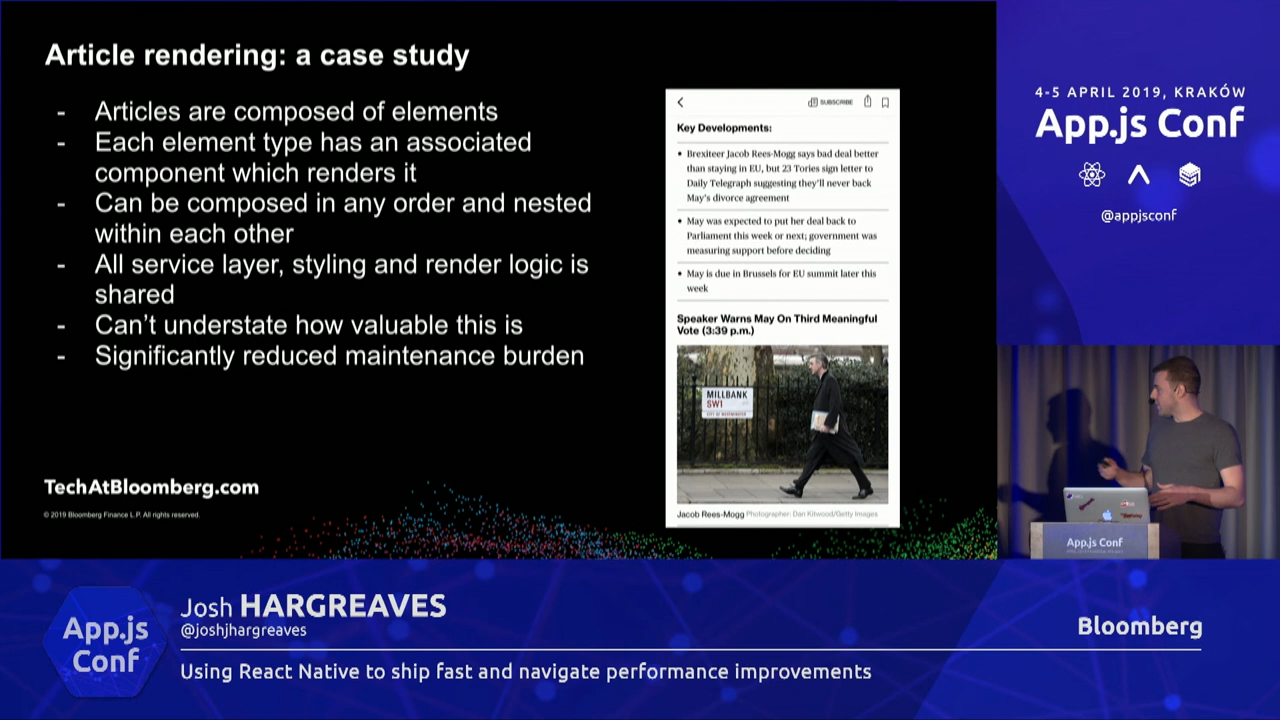 Article rendering: a case study
- Articles are composed of elements
- Each element type has an associated
component which renders it
- Can be composed in any order and nested
within each other
- All service layer, styling and render logic is
shared
- Can't understate how valuable this is
- Significantly reduced maintenance burden
TechAtBloomberg.com
© 2019 Bloomberg Finance L.P. All rights reserved.
SUBSCRIBE
Key Developments:
• Brexiteer Jacob Rees-Mogg says bad deal better
than staying in EU, but 23 Tories sign letter to
Daily Telegraph suggesting they'll never back
May's divorce agreement
• May was expected to put her deal back to
Parliament this week or next; government was
measuring support before deciding
• May is due in Brussels for EU summit later this
week
Speaker Warns May On Third Meaningful
Vote (3:39 p.m.)
MILLBANK
SW1
Jacob Rees-Mogg Photographer: Dan Kitwood/Getty Images
4-5 APRIL 2019, KRAKÓW
App.js Conf
@appjsconf
App.js Conf
App.js
Conf
Josh HARGREAVES
@joshjhargreaves
Bloomberg
Using React Native to ship fast and navigate performance improvements